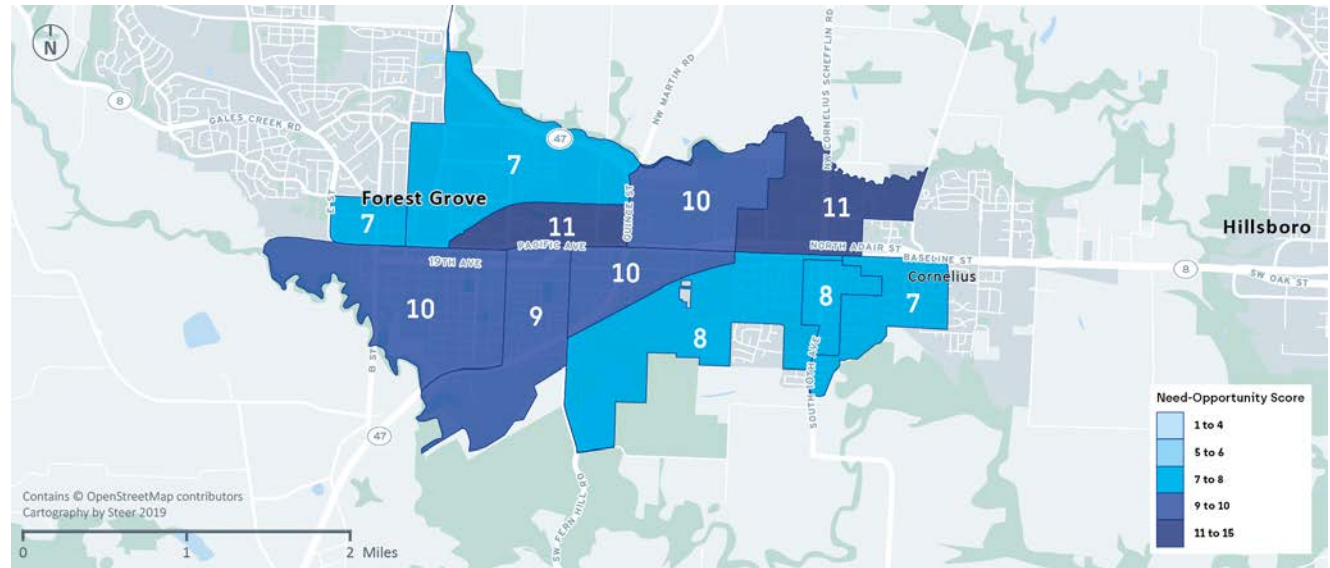 N
8
GALES CREEK RD
E ST
Forest Grove
7
7
47
NW MARTIN RD
QUINCE ST
10
NW CORNELIUS SCHEFFLIN RD
11
11
PACIFIC AVE
19TH AVE
NORTH ADAIR ST
BASELINE ST
Cornelius
Hillsboro
8
SW OAK ST
10
9
10
8
8
7
B ST
47
SW FERN HILL RD
SOUTH 10TH AVE
Need-Opportunity Score
1 to 4
5 to 6
7 to 8
9 to 10
11 to 15
Contains © OpenStreetMap contributors
Cartography by Steer 2019
0 1 2 Miles